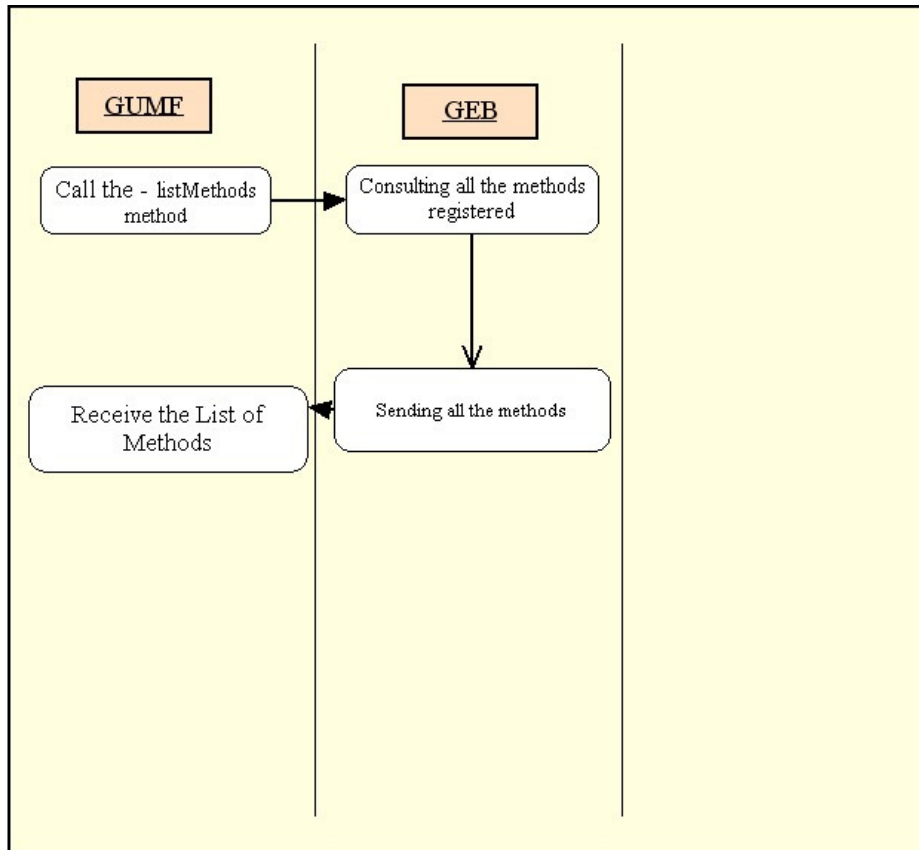 GUMF
GEB
Call the - listMethods
method
Consulting all the methods
registered
Receive the List of
Methods
Sending all the methods